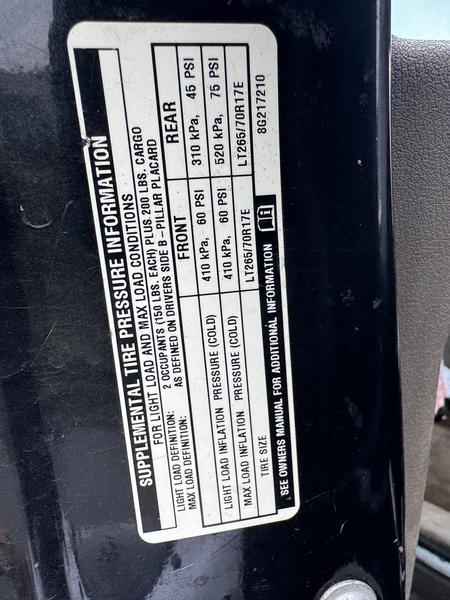 SUPPLEMENTAL TIRE PRESSURE INFORMATION
FOR LIGHT LOAD AND MAX LOAD CONDITIONS
LIGHT LOAD DEFINITION: 2 OCCUPANTS (150 LBS. EACH) PLUS 200 LBS. CARGO
MAX LOAD DEFINITION: AS DEFINED ON DRIVERS SIDE B - PILLAR PLACARD
FRONT REAR
LIGHT LOAD INFLATION PRESSURE (COLD) 410 kPa, 60 PSI 310 kPa, 45 PSI
MAX LOAD INFLATION PRESSURE (COLD) 410 kPa, 60 PSI 520 kPa, 75 PSI
TIRE SIZE LT265/70R17E LT265/70R17E
SEE OWNERS MANUAL FOR ADDITIONAL INFORMATION 8G217210